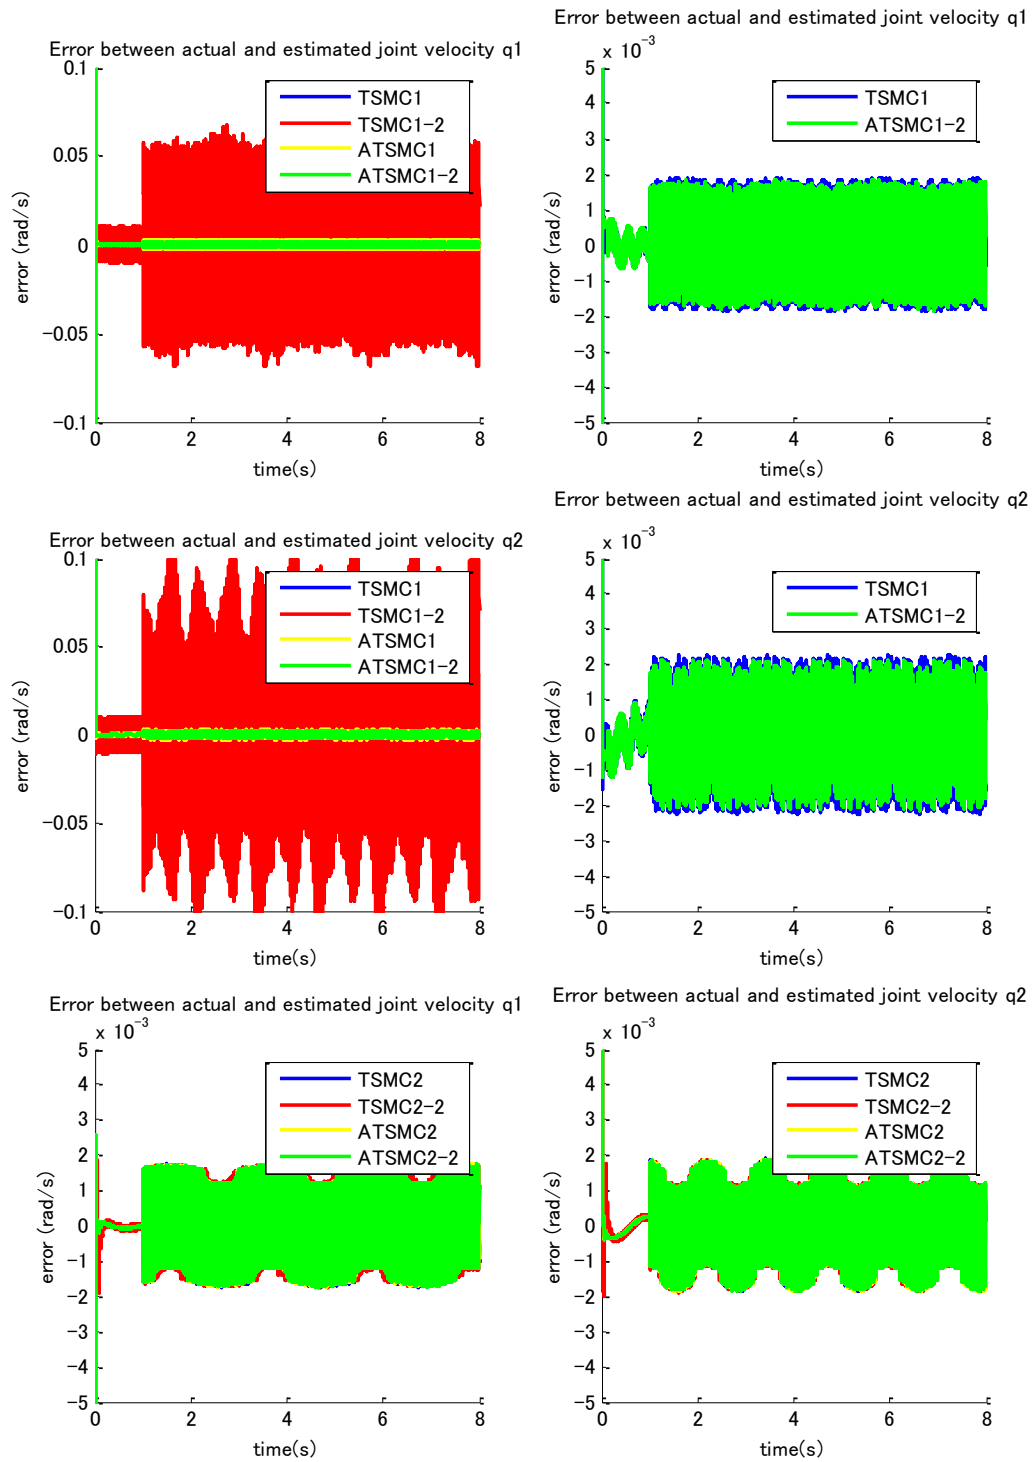 Error between actual and estimated joint velocity q1
0.1
0.05
0
−0.05
−0.1
error (rad/s)
TSMC1
TSMC1−2
ATSMC1
ATSMC1−2
0 2 4 6 8
time(s)
Error between actual and estimated joint velocity q1
x 10⁻³
5
4
3
2
1
0
−1
−2
−3
−4
−5
error (rad/s)
TSMC1
ATSMC1−2
0 2 4 6 8
time(s)
Error between actual and estimated joint velocity q2
0.1
0.05
0
−0.05
−0.1
error (rad/s)
TSMC1
TSMC1−2
ATSMC1
ATSMC1−2
0 2 4 6 8
time(s)
Error between actual and estimated joint velocity q2
x 10⁻³
5
4
3
2
1
0
−1
−2
−3
−4
−5
error (rad/s)
TSMC1
ATSMC1−2
0 2 4 6 8
time(s)
Error between actual and estimated joint velocity q1
x 10⁻³
5
4
3
2
1
0
−1
−2
−3
−4
−5
error (rad/s)
TSMC2
TSMC2−2
ATSMC2
ATSMC2−2
0 2 4 6 8
time(s)
Error between actual and estimated joint velocity q2
x 10⁻³
5
4
3
2
1
0
−1
−2
−3
−4
−5
error (rad/s)
TSMC2
TSMC2−2
ATSMC2
ATSMC2−2
0 2 4 6 8
time(s)